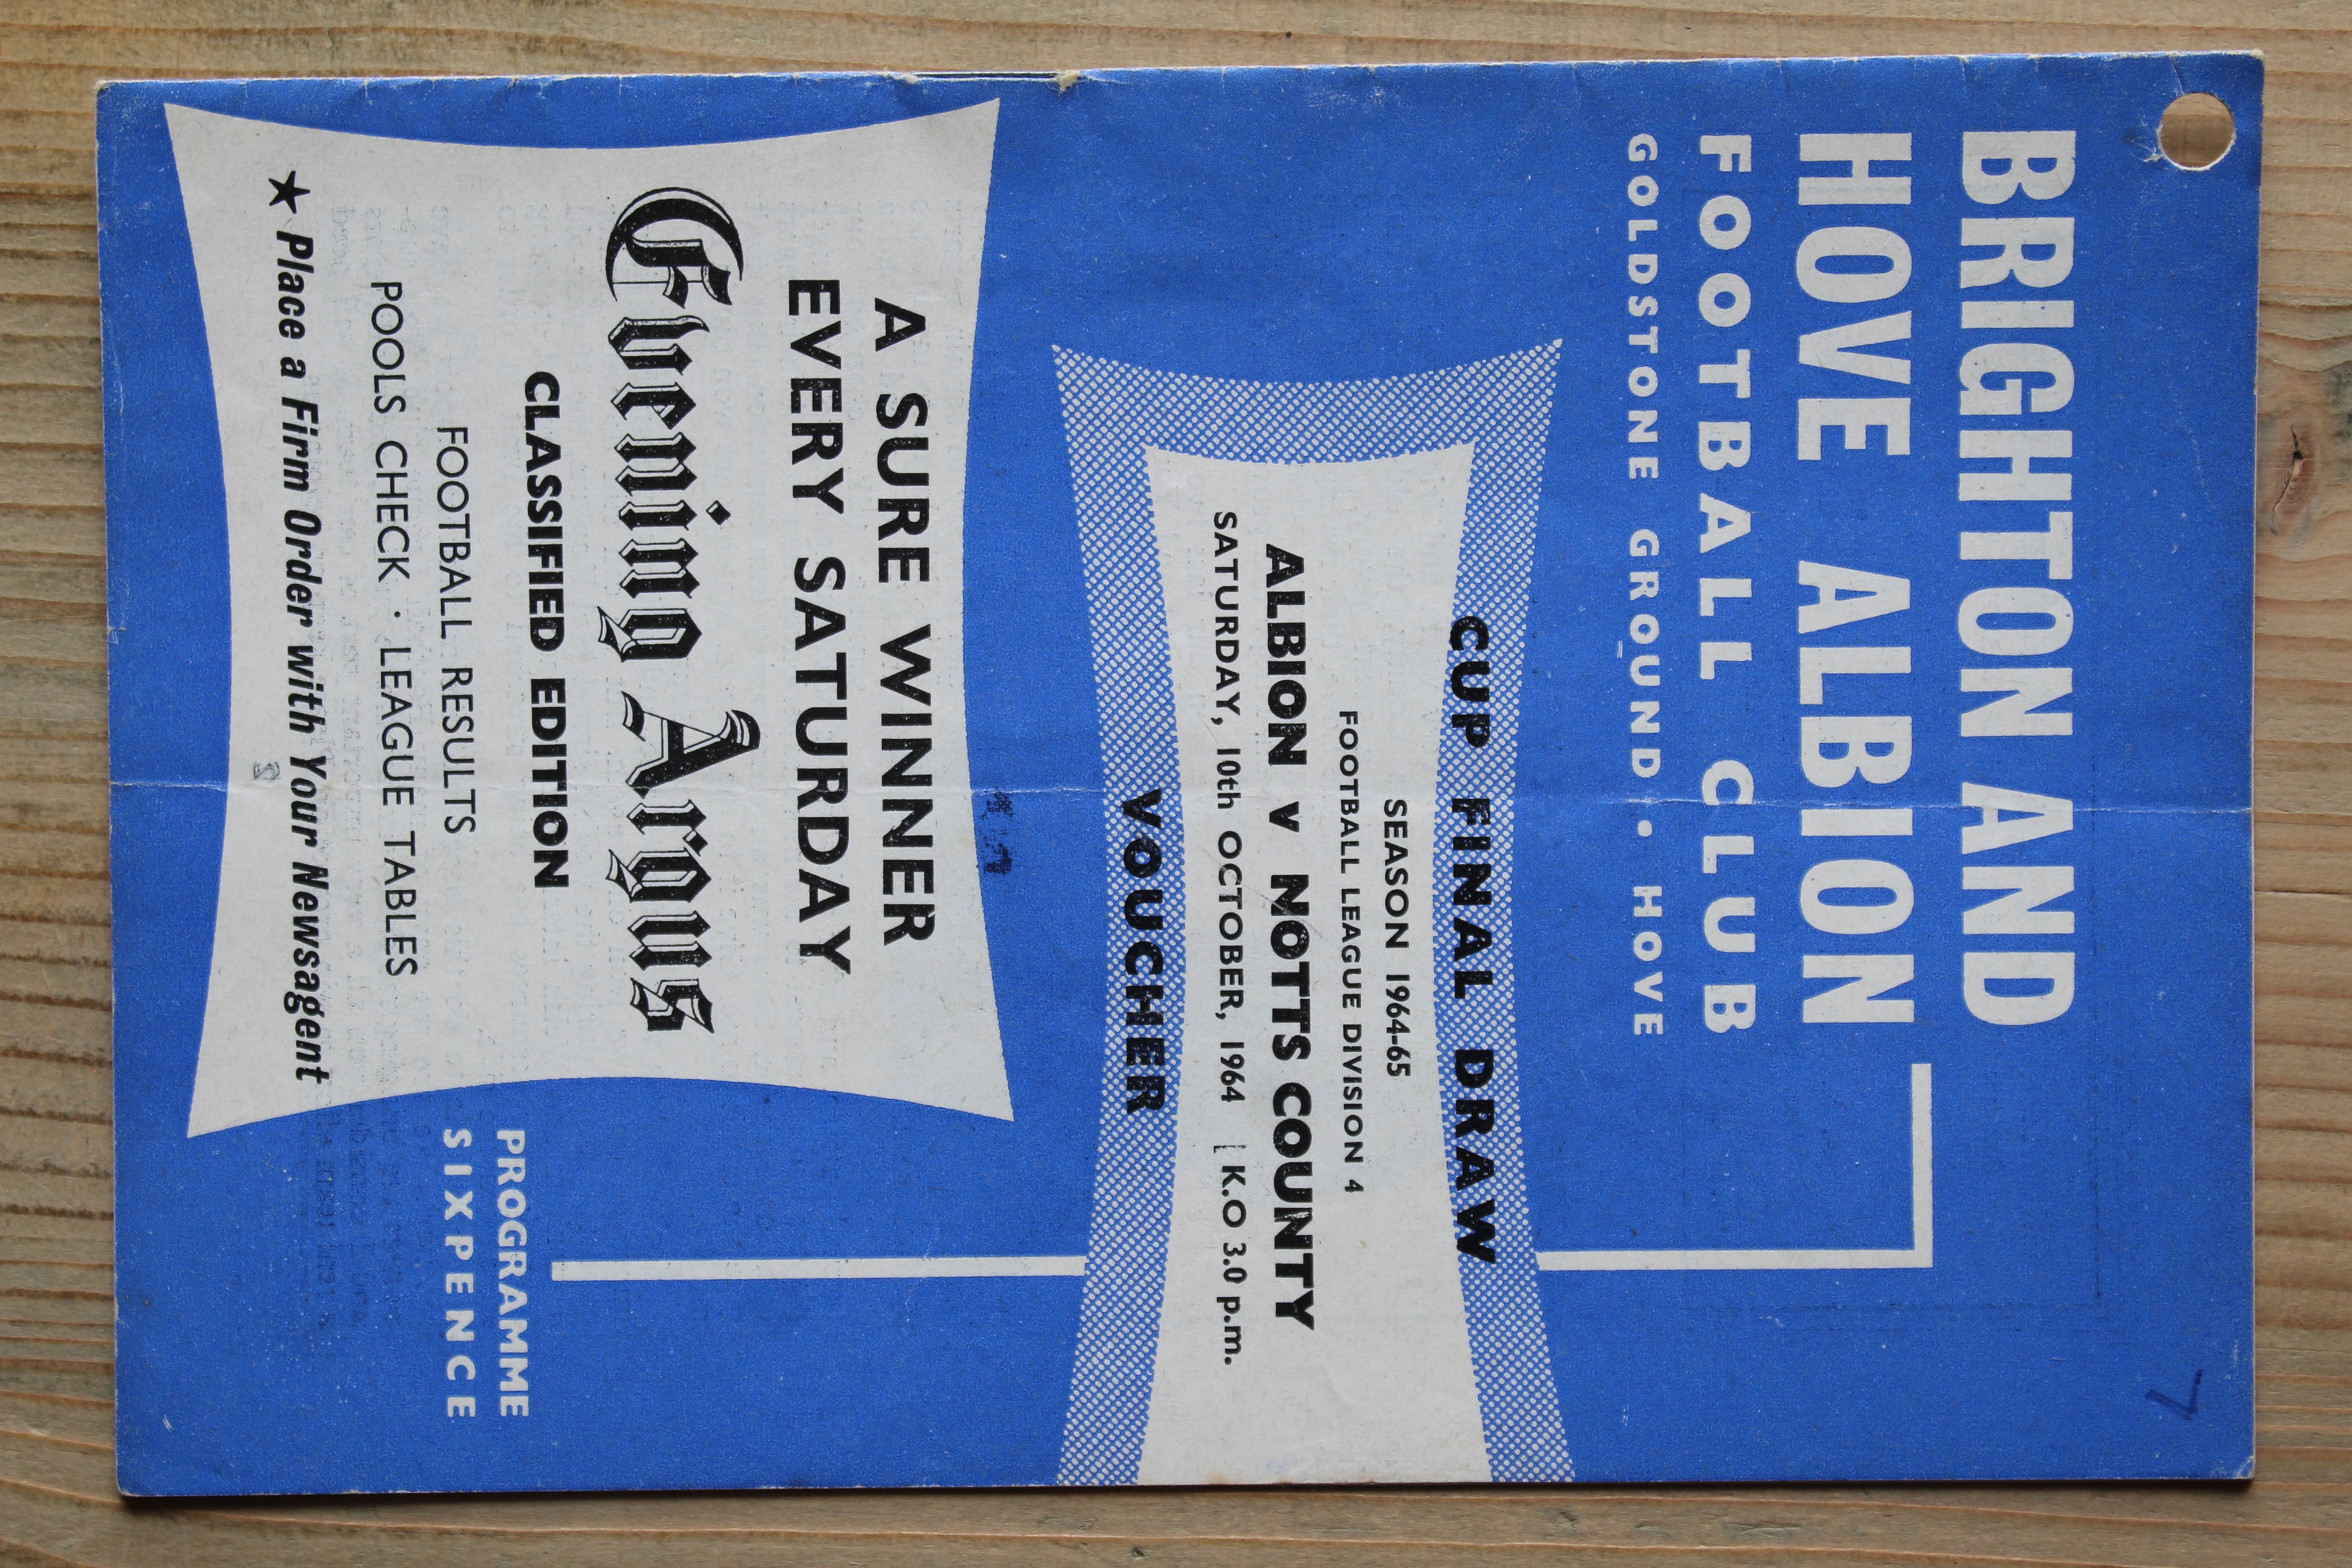 BRIGHTON AND
HOVE ALBION
FOOTBALL CLUB
GOLDSTONE GROUND • HOVE
CUP FINAL DRAW
SEASON 1964-65
FOOTBALL LEAGUE DIVISION 4
ALBION v NOTTS COUNTY
SATURDAY, 10th OCTOBER, 1964 [ K.O 3.0 p.m.
VOUCHER
A SURE WINNER
EVERY SATURDAY
Evening Argus
CLASSIFIED EDITION
FOOTBALL RESULTS
POOLS CHECK · LEAGUE TABLES
★ Place a Firm Order with Your Newsagent
PROGRAMME
SIXPENCE